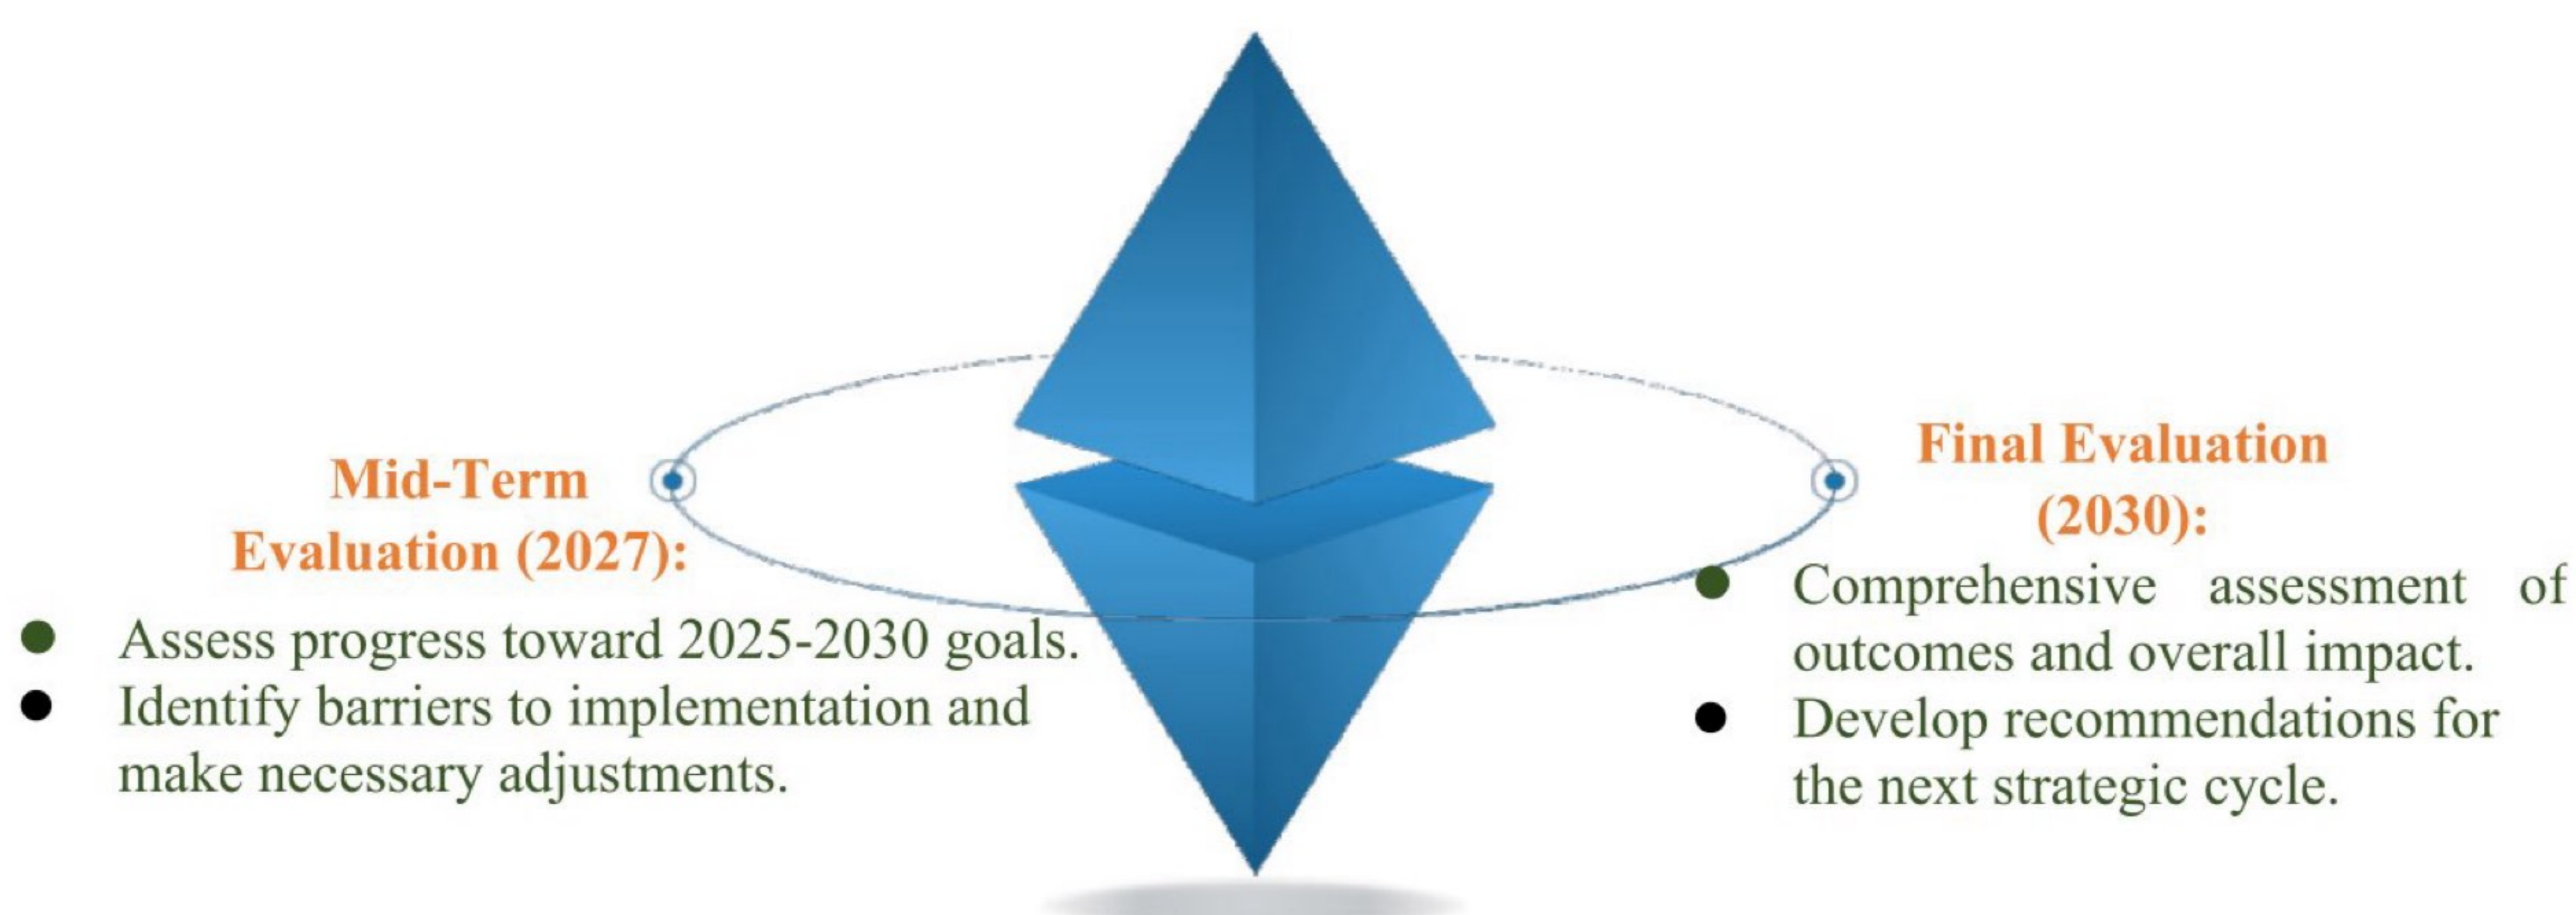 Mid-Term
Evaluation (2027):
● Assess progress toward 2025-2030 goals.
● Identify barriers to implementation and
make necessary adjustments.
Final Evaluation
(2030):
● Comprehensive assessment of
outcomes and overall impact.
● Develop recommendations for
the next strategic cycle.